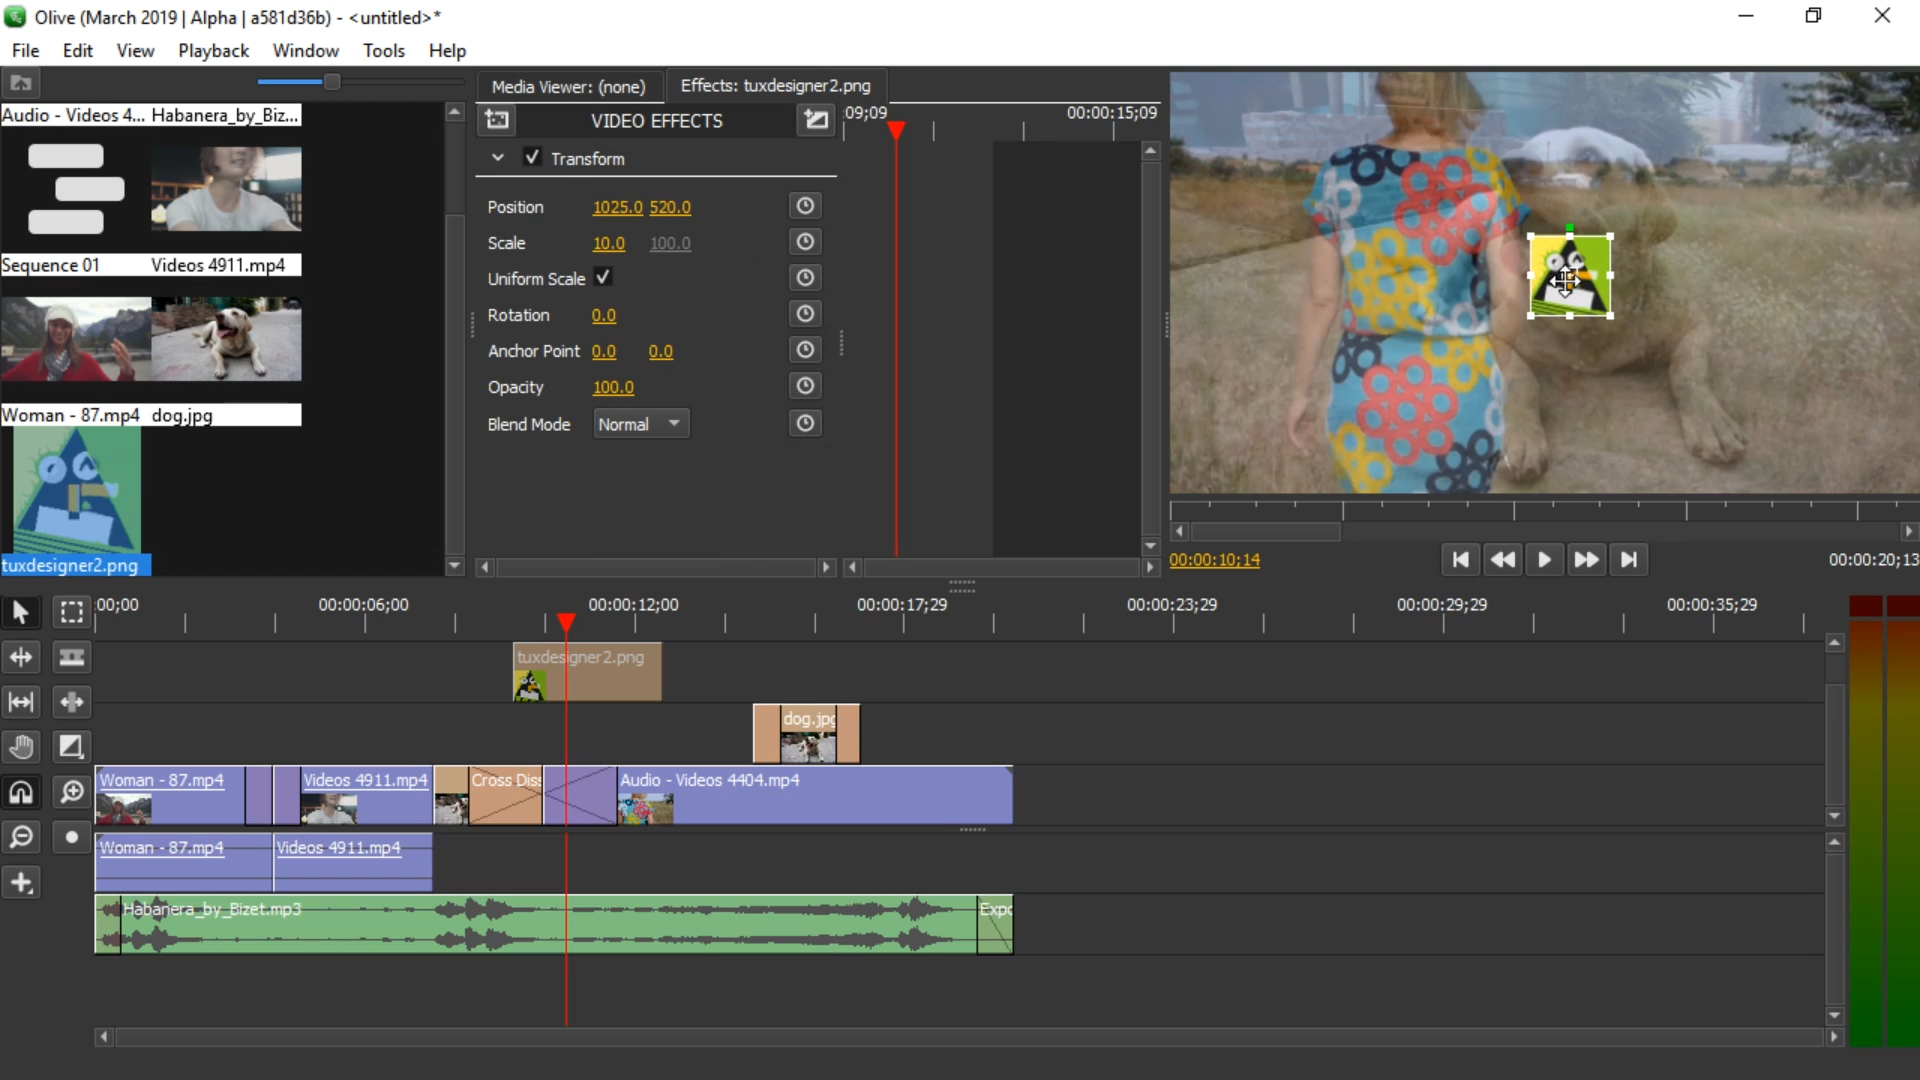 Olive (March 2019 | Alpha | a581d36b) - <untitled>*
File Edit View Playback Window Tools Help
Audio - Videos 4... Habanera_by_Biz...
Sequence 01 Videos 4911.mp4
Woman - 87.mp4 dog.jpg
tuxdesigner2.png
Media Viewer: (none) Effects: tuxdesigner2.png
VIDEO EFFECTS
Transform
Position 1025.0 520.0
Scale 10.0 100.0
Uniform Scale
Rotation 0.0
Anchor Point 0.0 0.0
Opacity 100.0
Blend Mode Normal
:09;09 00:00:15;09
00:00:10;14 00:00:20;13
:00;00 00:00:06;00 00:00:12;00 00:00:17;29 00:00:23;29 00:00:29;29 00:00:35;29
tuxdesigner2.png
dog.jpg
Woman - 87.mp4 Videos 4911.mp4 Cross Diss Audio - Videos 4404.mp4
Woman - 87.mp4 Videos 4911.mp4
Habanera_by_Bizet.mp3 Expo